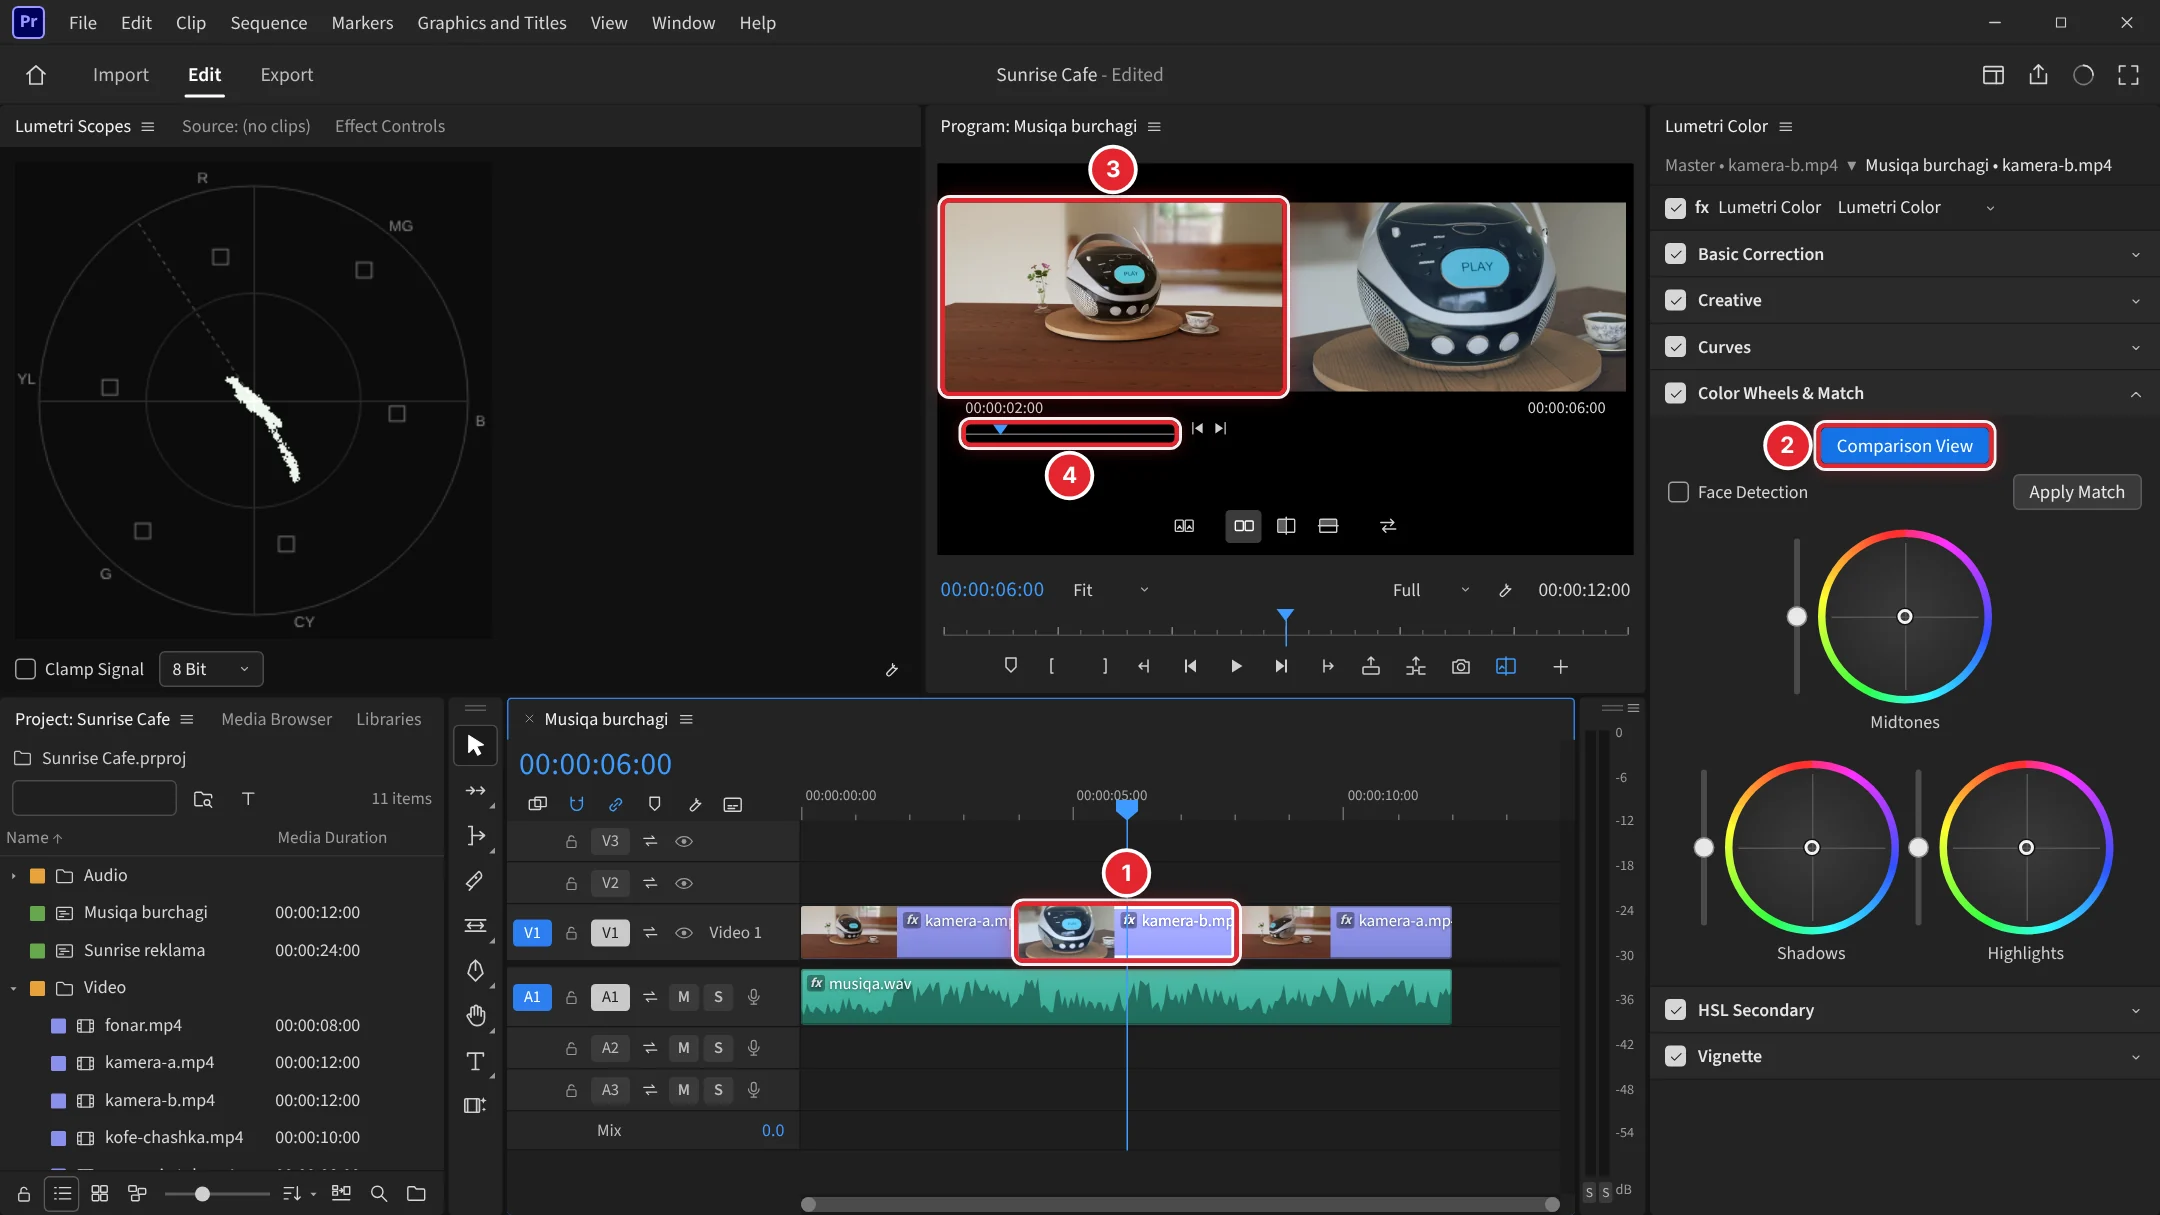 Pr File Edit Clip Sequence Markers Graphics and Titles View Window Help
Import Edit Export
Sunrise Cafe - Edited
Lumetri Scopes Source: (no clips) Effect Controls
R
MG
YL
B
G
CY
Clamp Signal 8 Bit
Program: Musiqa burchagi
3
PLAY
PLAY
00:00:02:00
00:00:06:00
4
00:00:06:00 Fit Full 00:00:12:00
Lumetri Color
Master • kamera-b.mp4 Musiqa burchagi • kamera-b.mp4
fx Lumetri Color Lumetri Color
Basic Correction
Creative
Curves
Color Wheels & Match
2 Comparison View
Face Detection Apply Match
Midtones
Shadows Highlights
HSL Secondary
Vignette
Project: Sunrise Cafe Media Browser Libraries
Sunrise Cafe.prproj
11 items
Name Media Duration
Audio
Musiqa burchagi 00:00:12:00
Sunrise reklama 00:00:24:00
Video
fonar.mp4 00:00:08:00
kamera-a.mp4 00:00:12:00
kamera-b.mp4 00:00:12:00
kofe-chashka.mp4 00:00:10:00
Musiqa burchagi
00:00:06:00
00:00:00:00 00:00:05:00 00:00:10:00
V3
V2
1
V1 V1 Video 1
fx kamera-a.mp fx kamera-b.mp fx kamera-a.mp
A1 A1 M S
fx musiqa.wav
A2 M S
A3 M S
Mix 0.0
0
-6
-12
-18
-24
-30
-36
-42
-48
-54
S S dB